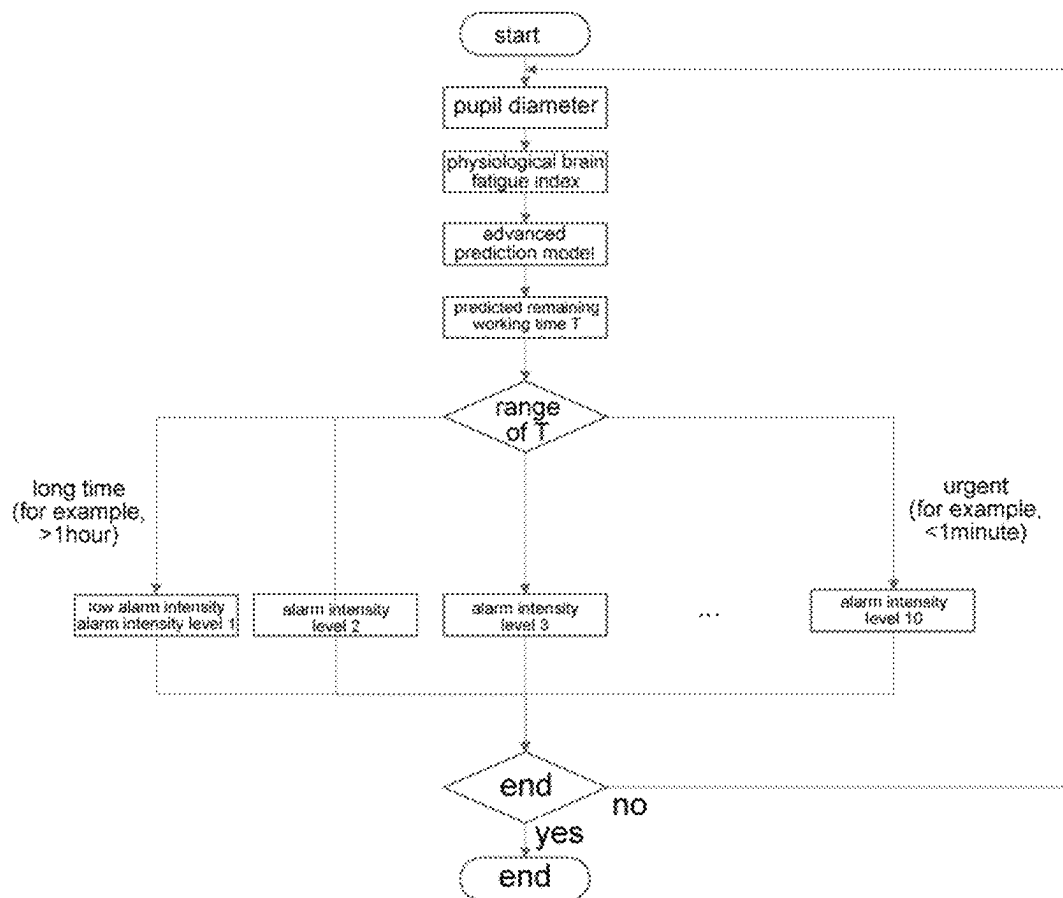 start
pupil diameter
physiological brain
fatigue index
advanced
prediction model
predicted remaining
working time T
range
of T
long time
(for example,
>1hour)
urgent
(for example,
<1minute)
row alarm intensity
alarm intensity level 1
alarm intensity
level 2
alarm intensity
level 3
...
alarm intensity
level 10
end
no
yes
end